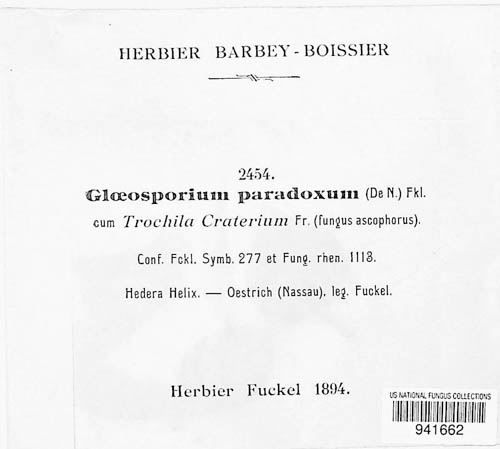 HERBIER BARBEY-BOISSIER
2454.
Glœosporium paradoxum (De N.) Fkl.
cum Trochila Craterium Fr. (fungus ascophorus).
Conf. Fckl. Symb. 277 et Fung. rhen. 1113.
Hedera Helix. — Oestrich (Nassau), leg. Fuckel.
Herbier Fuckel 1894.
US NATIONAL FUNGUS COLLECTIONS
941662